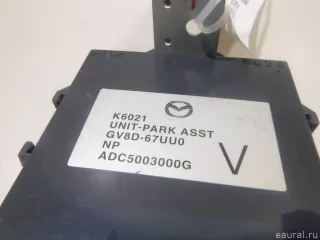 K6021
UNIT-PARK ASST
GV8D-67UU0
NP
ADC5003000G
V
eaural.ru